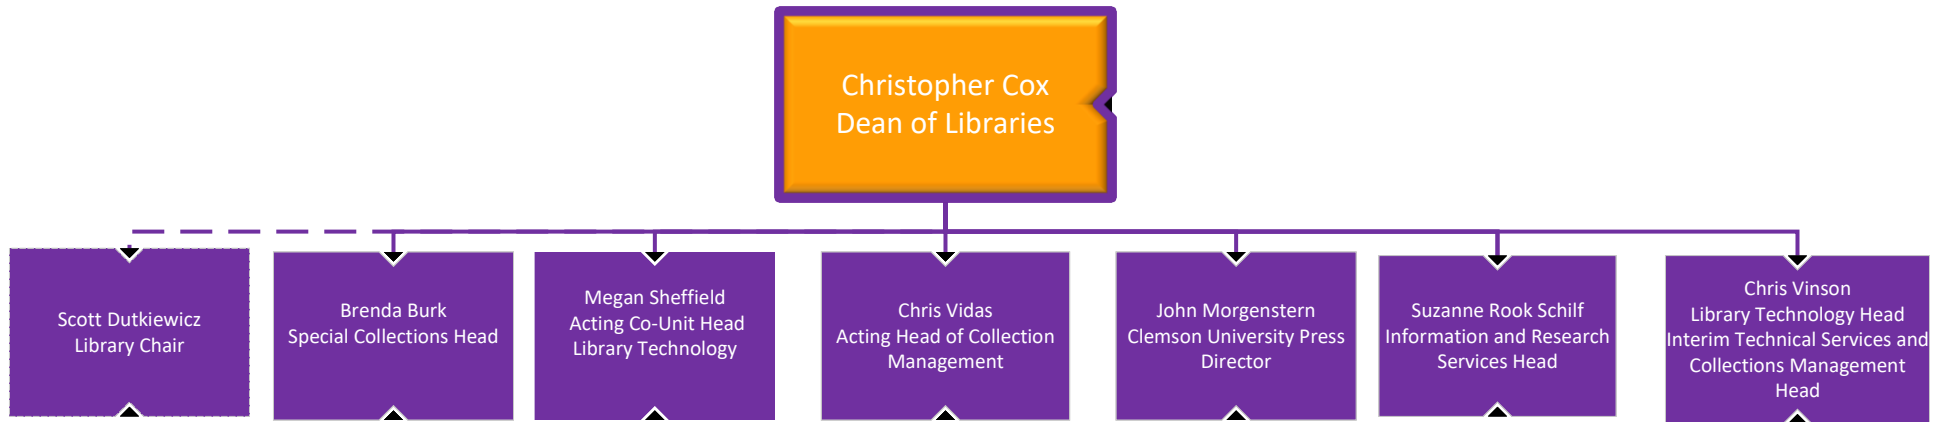 Christopher Cox
Dean of Libraries
Scott Dutkiewicz
Library Chair
Brenda Burk
Special Collections Head
Megan Sheffield
Acting Co-Unit Head
Library Technology
Chris Vidas
Acting Head of Collection
Management
John Morgenstern
Clemson University Press
Director
Suzanne Rook Schilf
Information and Research
Services Head
Chris Vinson
Library Technology Head
Interim Technical Services and
Collections Management
Head